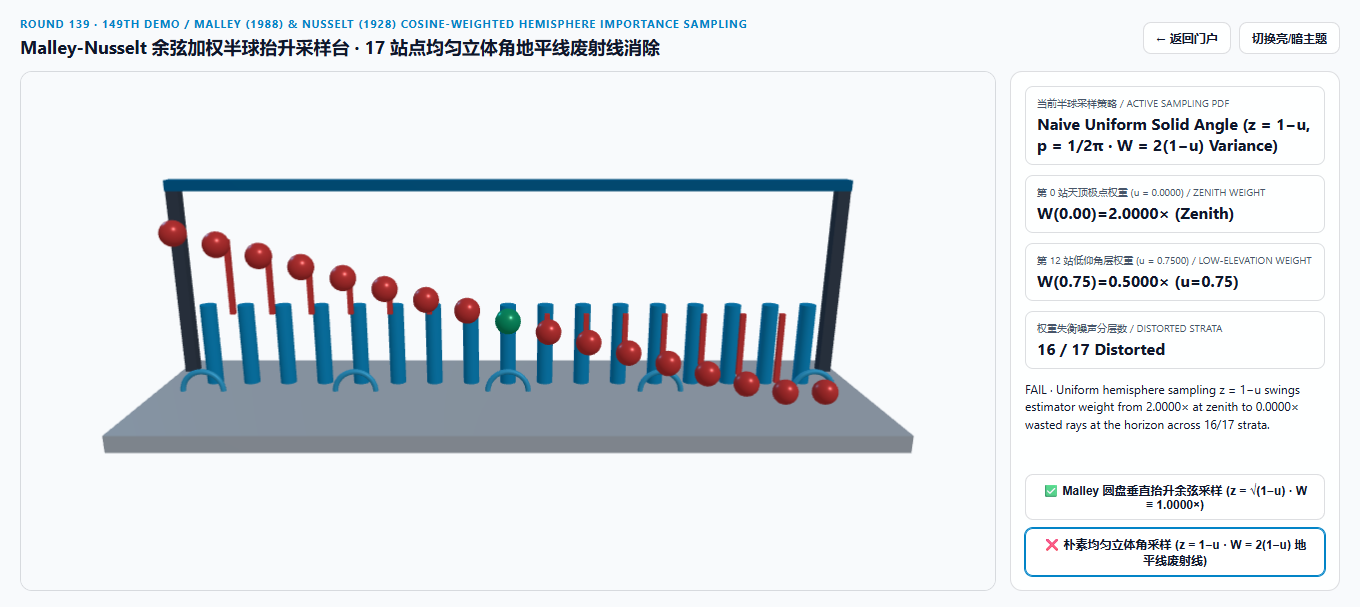 ROUND 139 · 149TH DEMO / MALLEY (1988) & NUSSELT (1928) COSINE-WEIGHTED HEMISPHERE IMPORTANCE SAMPLING
Malley-Nusselt 余弦加权半球抬升采样台 · 17 站点均匀立体角地平线废射线消除
← 返回门户
切换亮/暗主题
当前半球采样策略 / ACTIVE SAMPLING PDF
Naive Uniform Solid Angle (z = 1−u,
p = 1/2π · W = 2(1−u) Variance)
第 0 站天顶极点权重 (u = 0.0000) / ZENITH WEIGHT
W(0.00)=2.0000× (Zenith)
第 12 站低仰角层权重 (u = 0.7500) / LOW-ELEVATION WEIGHT
W(0.75)=0.5000× (u=0.75)
权重失衡噪声分层数 / DISTORTED STRATA
16 / 17 Distorted
FAIL · Uniform hemisphere sampling z = 1−u swings
estimator weight from 2.0000× at zenith to 0.0000×
wasted rays at the horizon across 16/17 strata.
✅ Malley 圆盘垂直抬升余弦采样 (z = √(1−u) · W
≡ 1.0000×)
❌ 朴素均匀立体角采样 (z = 1−u · W = 2(1−u) 地
平线废射线)